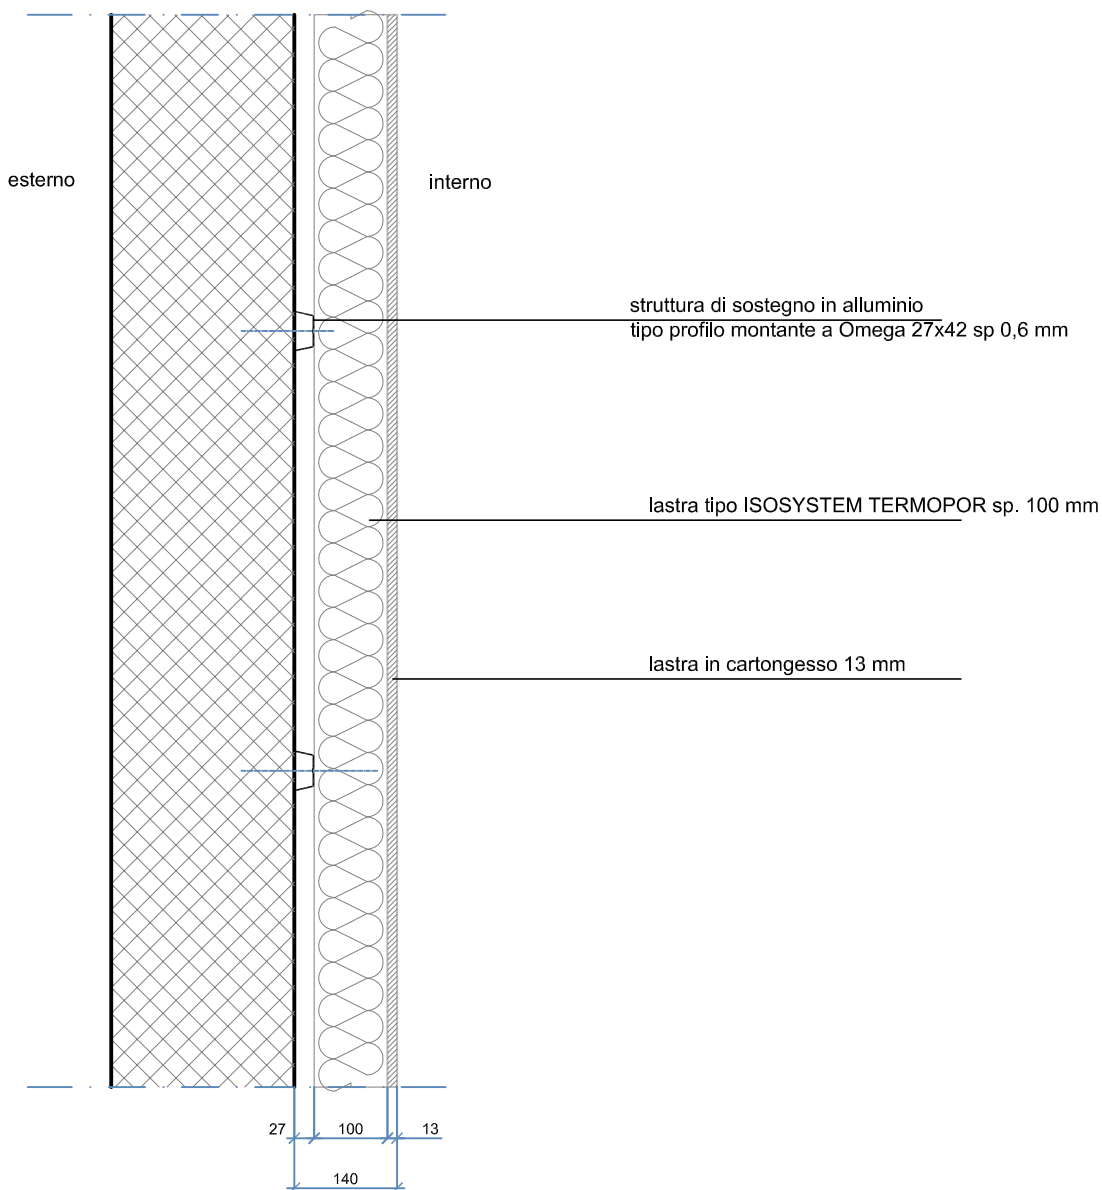 esterno
interno
struttura di sostegno in alluminio
tipo profilo montante a Omega 27x42 sp 0,6 mm
lastra tipo ISOSYSTEM TERMOPOR sp. 100 mm
lastra in cartongesso 13 mm
27 100 13
140